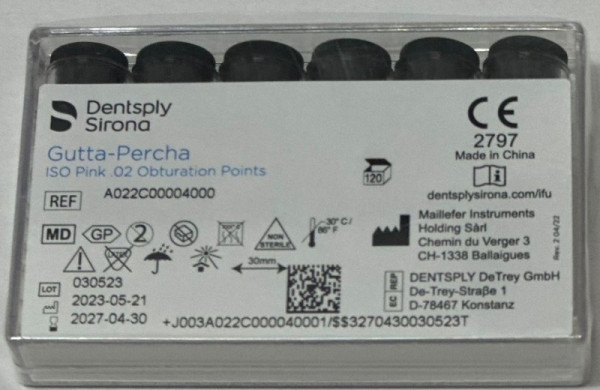 Dentsply
Sirona
Gutta-Percha
ISO Pink .02 Obturation Points
REF A022C00004000
120
CE
2797
Made in China
dentsplysirona.com/ifu
MD GP 2 NON STERILE 30° C / 86° F
30mm
Maillefer Instruments
Holding Sàrl
Chemin du Verger 3
CH-1338 Ballaigues
Rev. 2 04/22
LOT 030523
2023-05-21
2027-04-30
EC REP DENTSPLY DeTrey GmbH
De-Trey-Straße 1
D-78467 Konstanz
+J003A022C000040001/$$3270430030523T